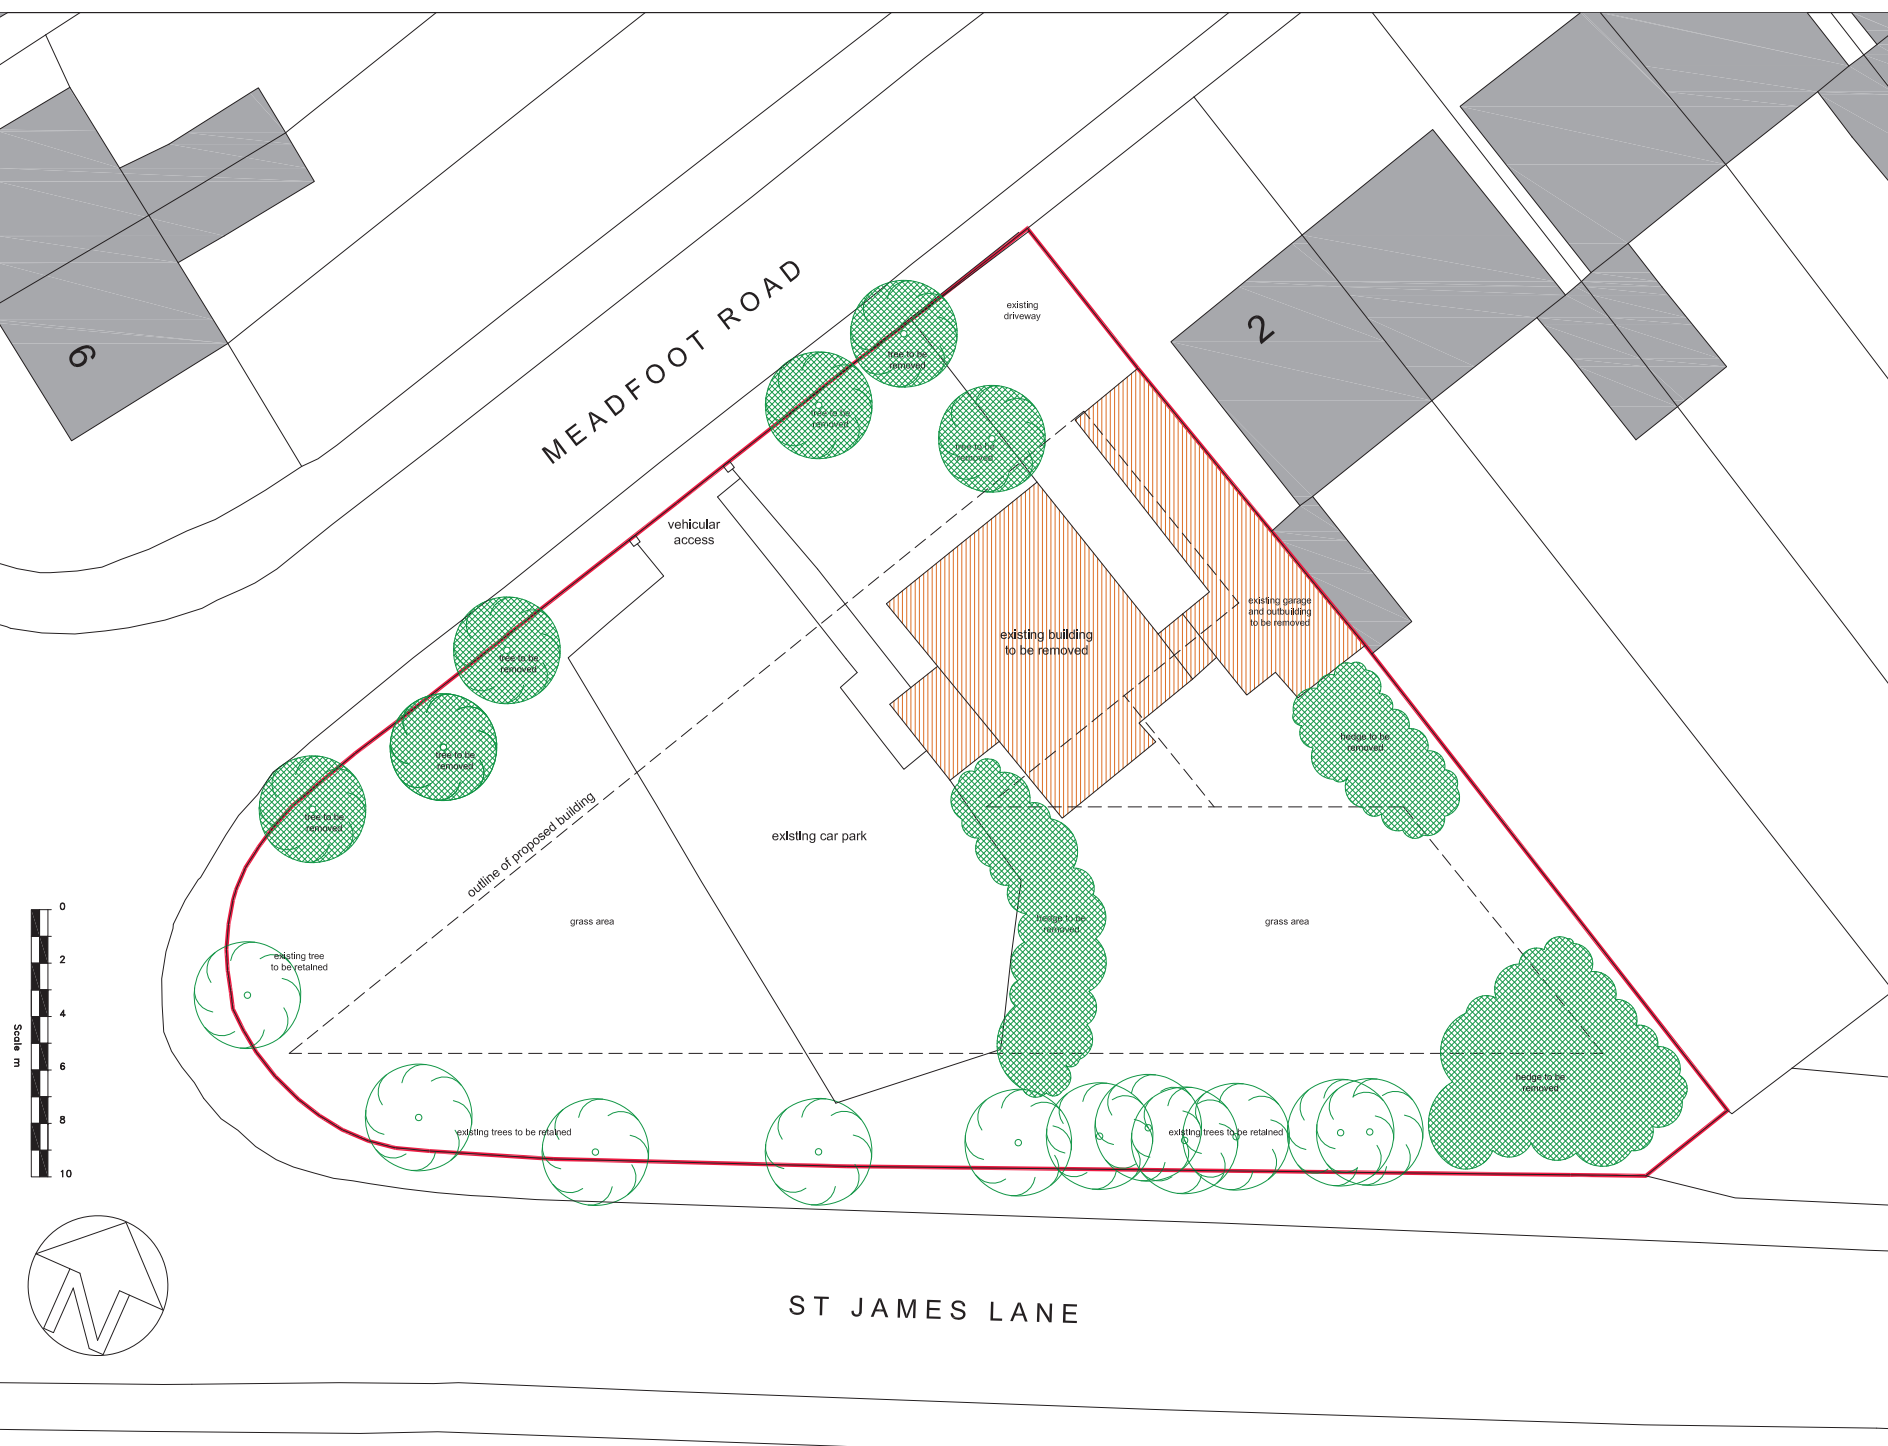 2
9
MEADFOOT ROAD
existing
driveway
tree to be
removed
tree to be
removed
tree to be
removed
vehicular
access
existing garage
and outbuilding
to be removed
existing building
to be removed
tree to be
removed
tree to be
removed
tree to be
removed
hedge to be
removed
outline of proposed building
existing car park
grass area
hedge to be
removed
grass area
existing tree
to be retained
hedge to be
removed
existing trees to be retained
existing trees to be retained
0
2
4
6
8
10
Scale m
N
ST JAMES LANE